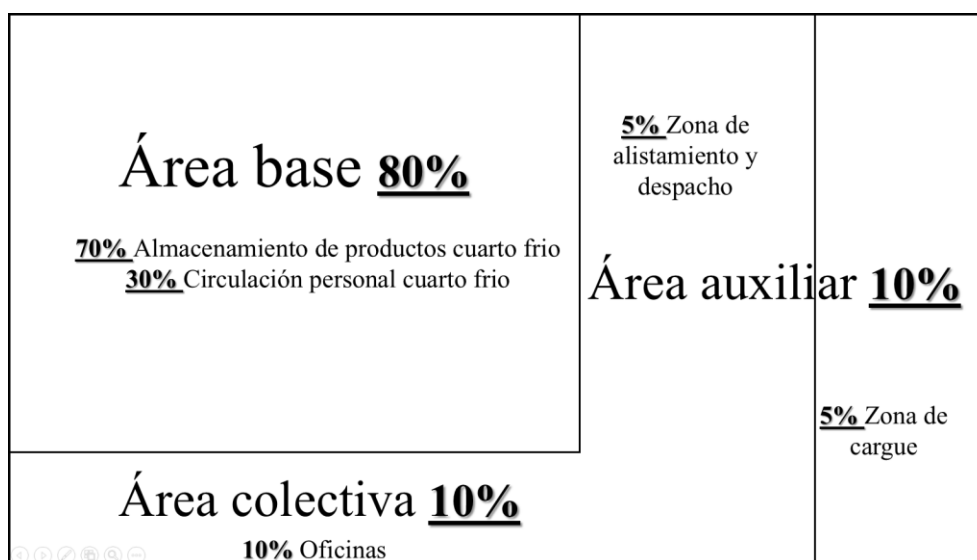 Área base 80%
70% Almacenamiento de productos cuarto frio
30% Circulación personal cuarto frio
5% Zona de
alistamiento y
despacho
Área auxiliar 10%
5% Zona de
cargue
Área colectiva 10%
10% Oficinas